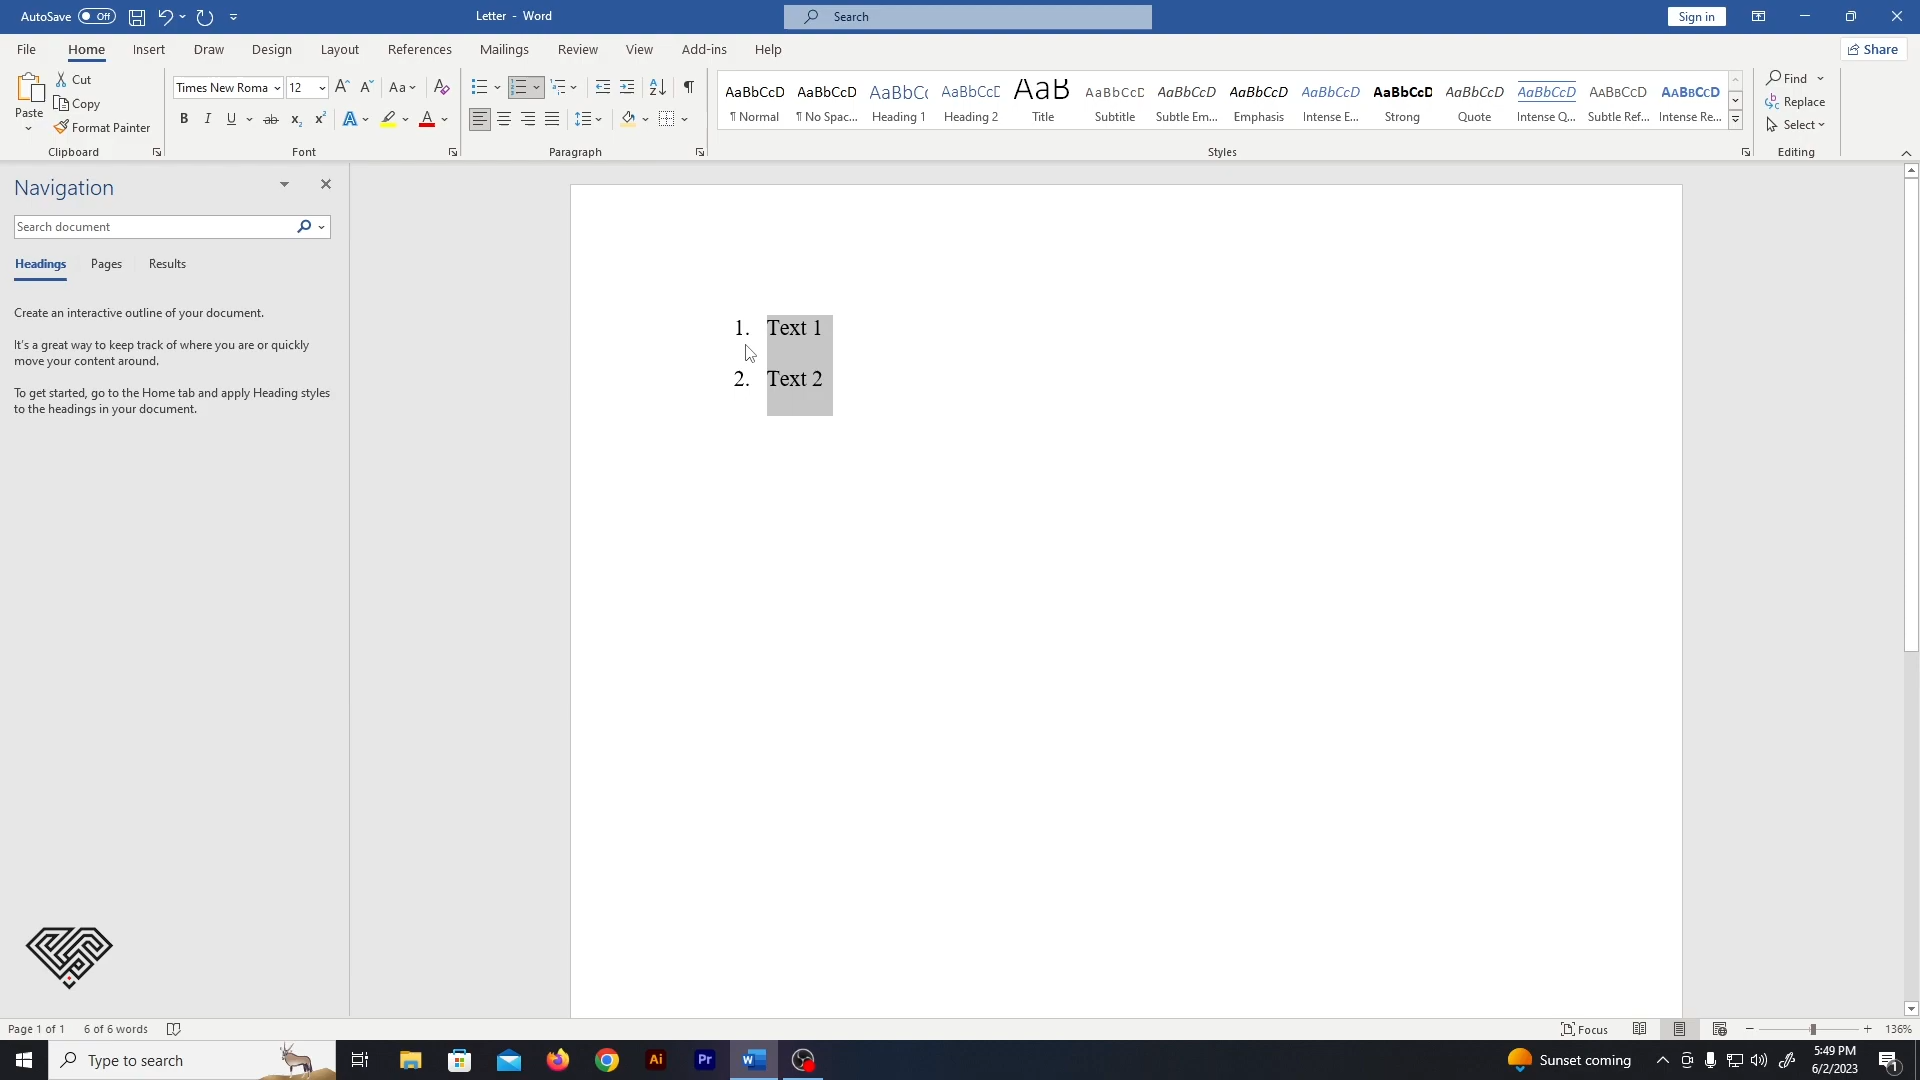 AutoSave Off Letter - Word Search Sign in
File Home Insert Draw Design Layout References Mailings Review View Add-ins Help Share
Paste Cut
Copy
Format Painter
Clipboard
Times New Roma 12
Font
Paragraph
AaBbCcD AaBbCcD AaBbCc AaBbCcC AaB AaBbCcD AaBbCcD AaBbCcD AaBbCcD AaBbCcD AaBbCcD AaBbCcD AABBCCD AABBCCD
¶ Normal ¶ No Spac... Heading 1 Heading 2 Title Subtitle Subtle Em... Emphasis Intense E... Strong Quote Intense Q... Subtle Ref... Intense Re...
Styles
Find
Replace
Select
Editing
Navigation
Search document
Headings Pages Results
Create an interactive outline of your document.
It's a great way to keep track of where you are or quickly
move your content around.
To get started, go to the Home tab and apply Heading styles
to the headings in your document.
1. Text 1
2. Text 2
Page 1 of 1 6 of 6 words Focus 136%
Type to search Ai Pr W Sunset coming 5:49 PM
6/2/2023 1